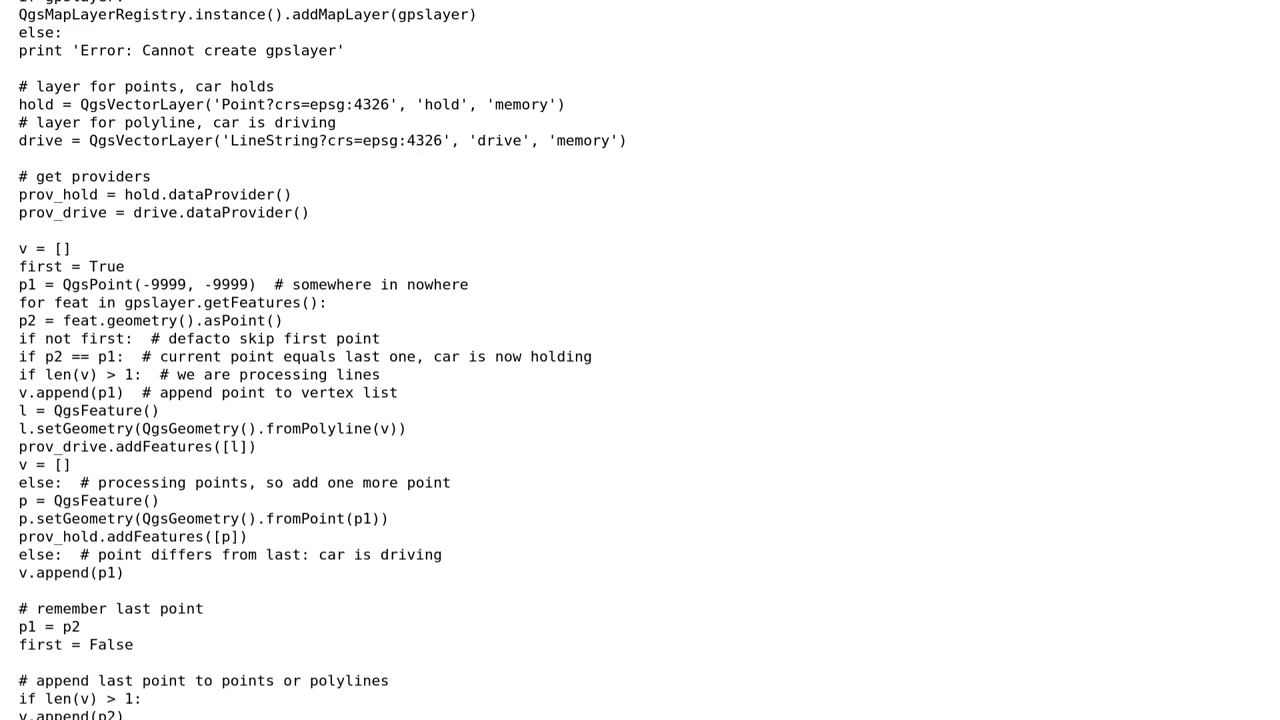 if gpslayer:
QgsMapLayerRegistry.instance().addMapLayer(gpslayer)
else:
print 'Error: Cannot create gpslayer'

# layer for points, car holds
hold = QgsVectorLayer('Point?crs=epsg:4326', 'hold', 'memory')
# layer for polyline, car is driving
drive = QgsVectorLayer('LineString?crs=epsg:4326', 'drive', 'memory')

# get providers
prov_hold = hold.dataProvider()
prov_drive = drive.dataProvider()

v = []
first = True
p1 = QgsPoint(-9999, -9999)  # somewhere in nowhere
for feat in gpslayer.getFeatures():
p2 = feat.geometry().asPoint()
if not first:  # defacto skip first point
if p2 == p1:  # current point equals last one, car is now holding
if len(v) > 1:  # we are processing lines
v.append(p1)  # append point to vertex list
l = QgsFeature()
l.setGeometry(QgsGeometry().fromPolyline(v))
prov_drive.addFeatures([l])
v = []
else:  # processing points, so add one more point
p = QgsFeature()
p.setGeometry(QgsGeometry().fromPoint(p1))
prov_hold.addFeatures([p])
else:  # point differs from last: car is driving
v.append(p1)

# remember last point
p1 = p2
first = False

# append last point to points or polylines
if len(v) > 1:
v.append(p2)